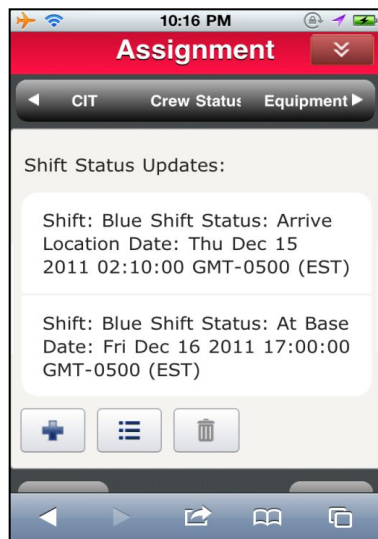 10:16 PM
Assignment
CIT Crew Status Equipment
Shift Status Updates:
Shift: Blue Shift Status: Arrive
Location Date: Thu Dec 15
2011 02:10:00 GMT-0500 (EST)
Shift: Blue Shift Status: At Base
Date: Fri Dec 16 2011 17:00:00
GMT-0500 (EST)